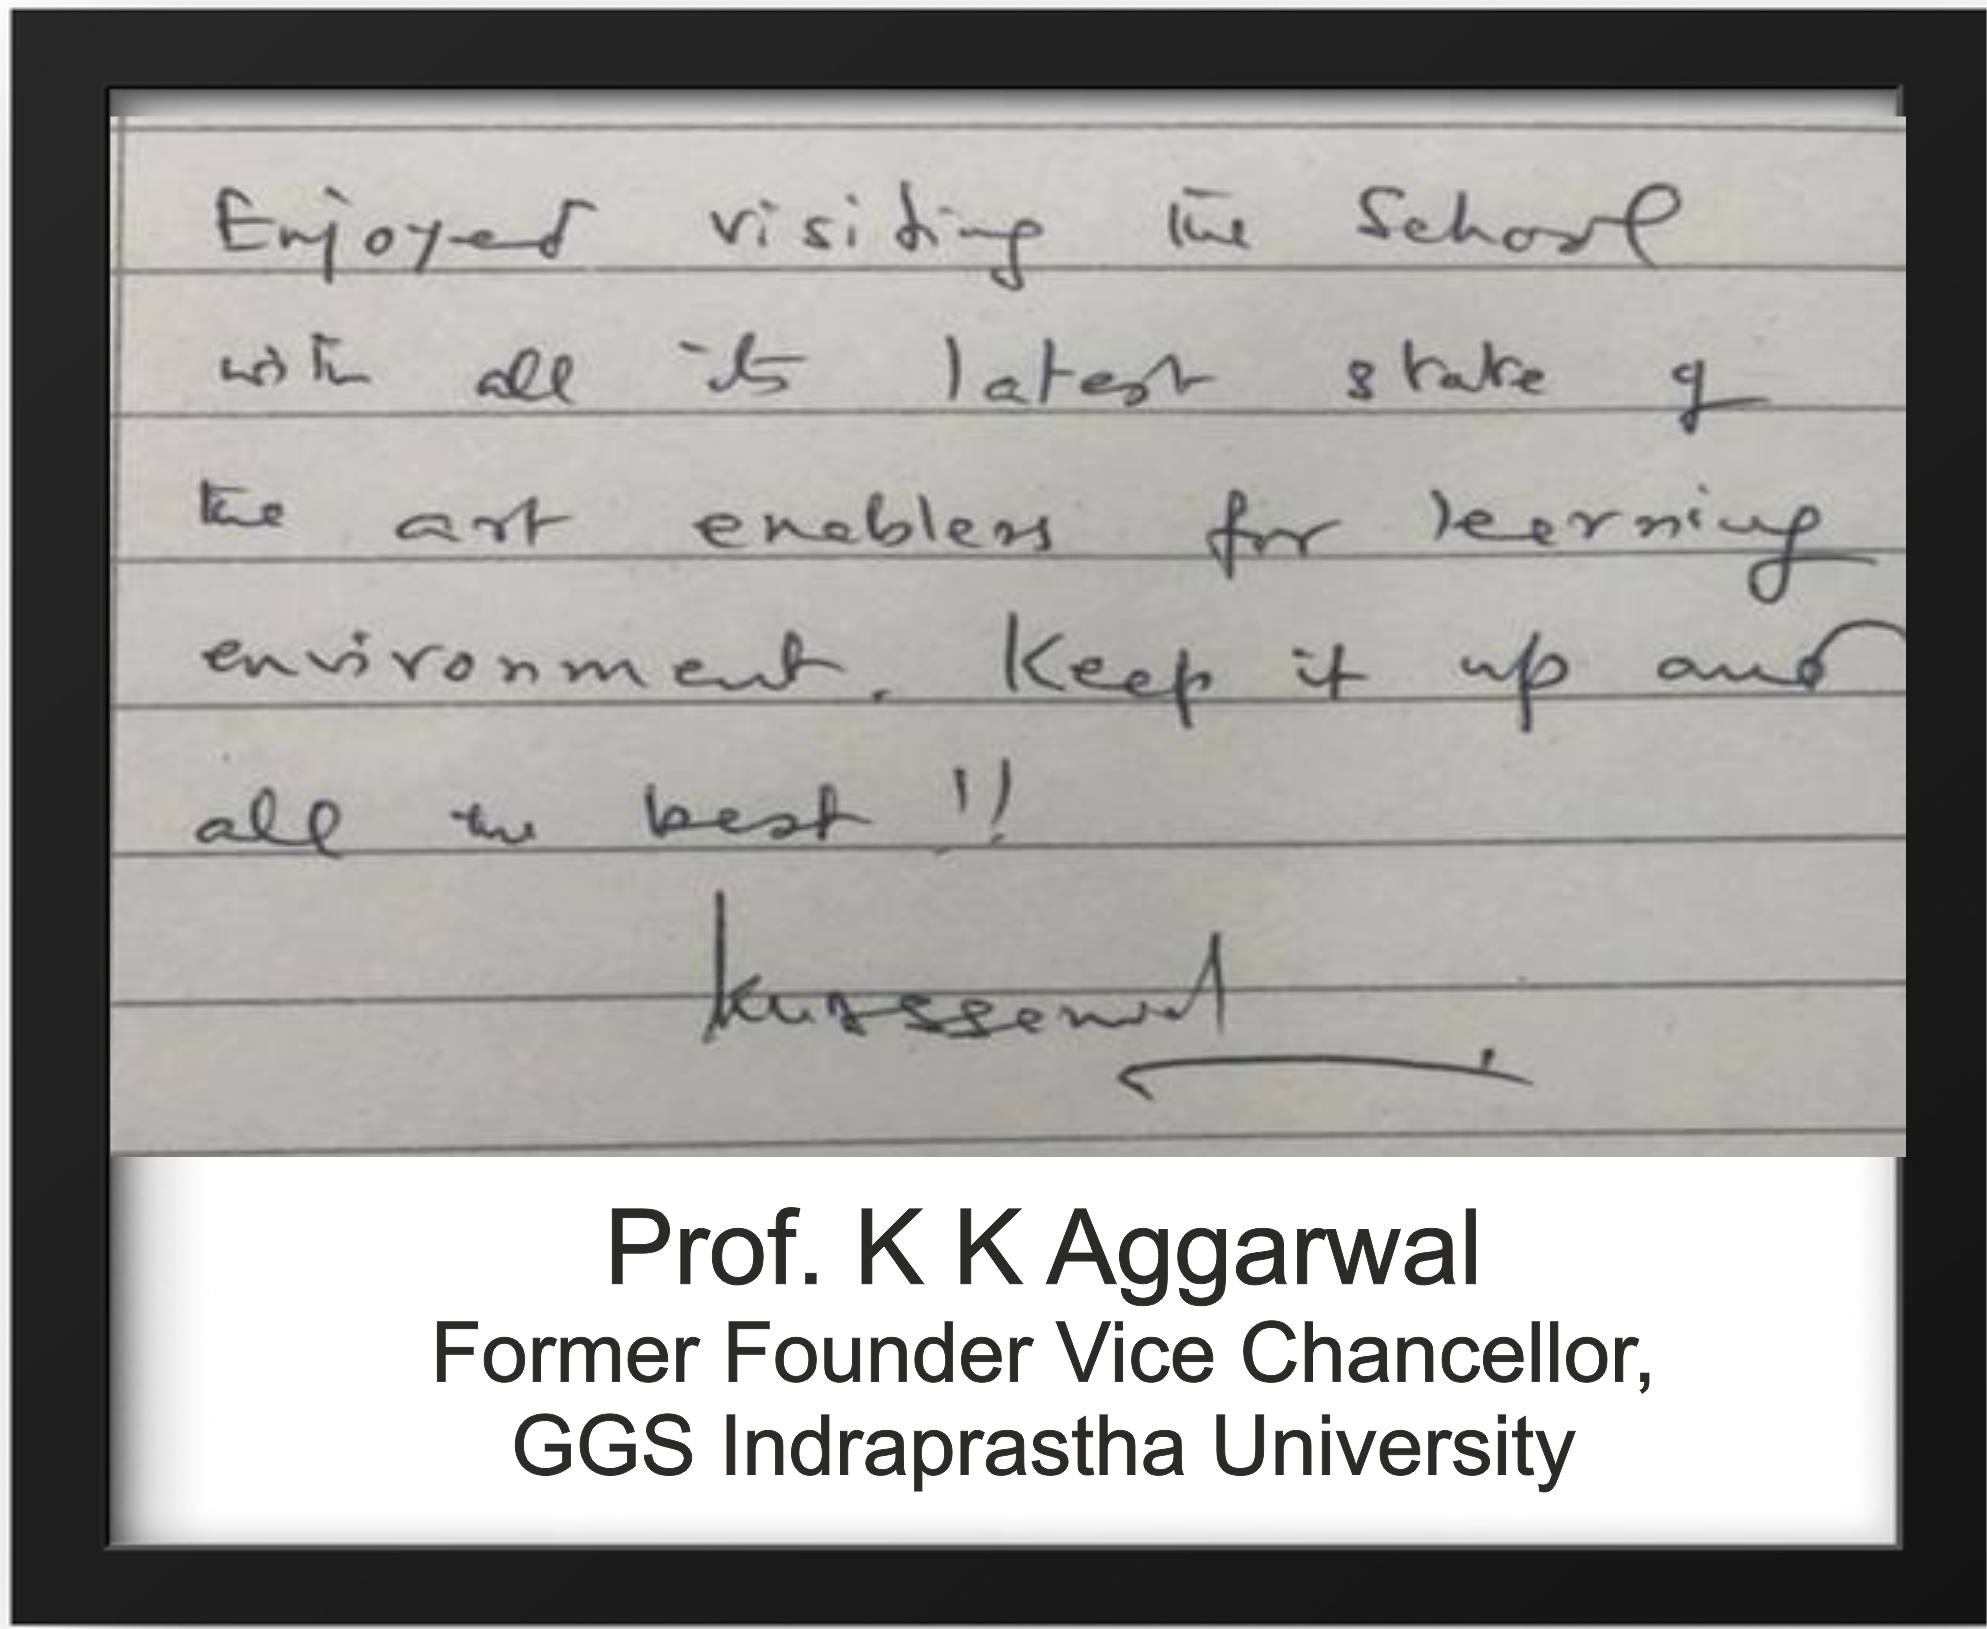 Enjoyed visiting the School
with all its latest state of
the art enablers for learning
environment. Keep it up and
all the best !!
Prof. K K Aggarwal
Former Founder Vice Chancellor,
GGS Indraprastha University